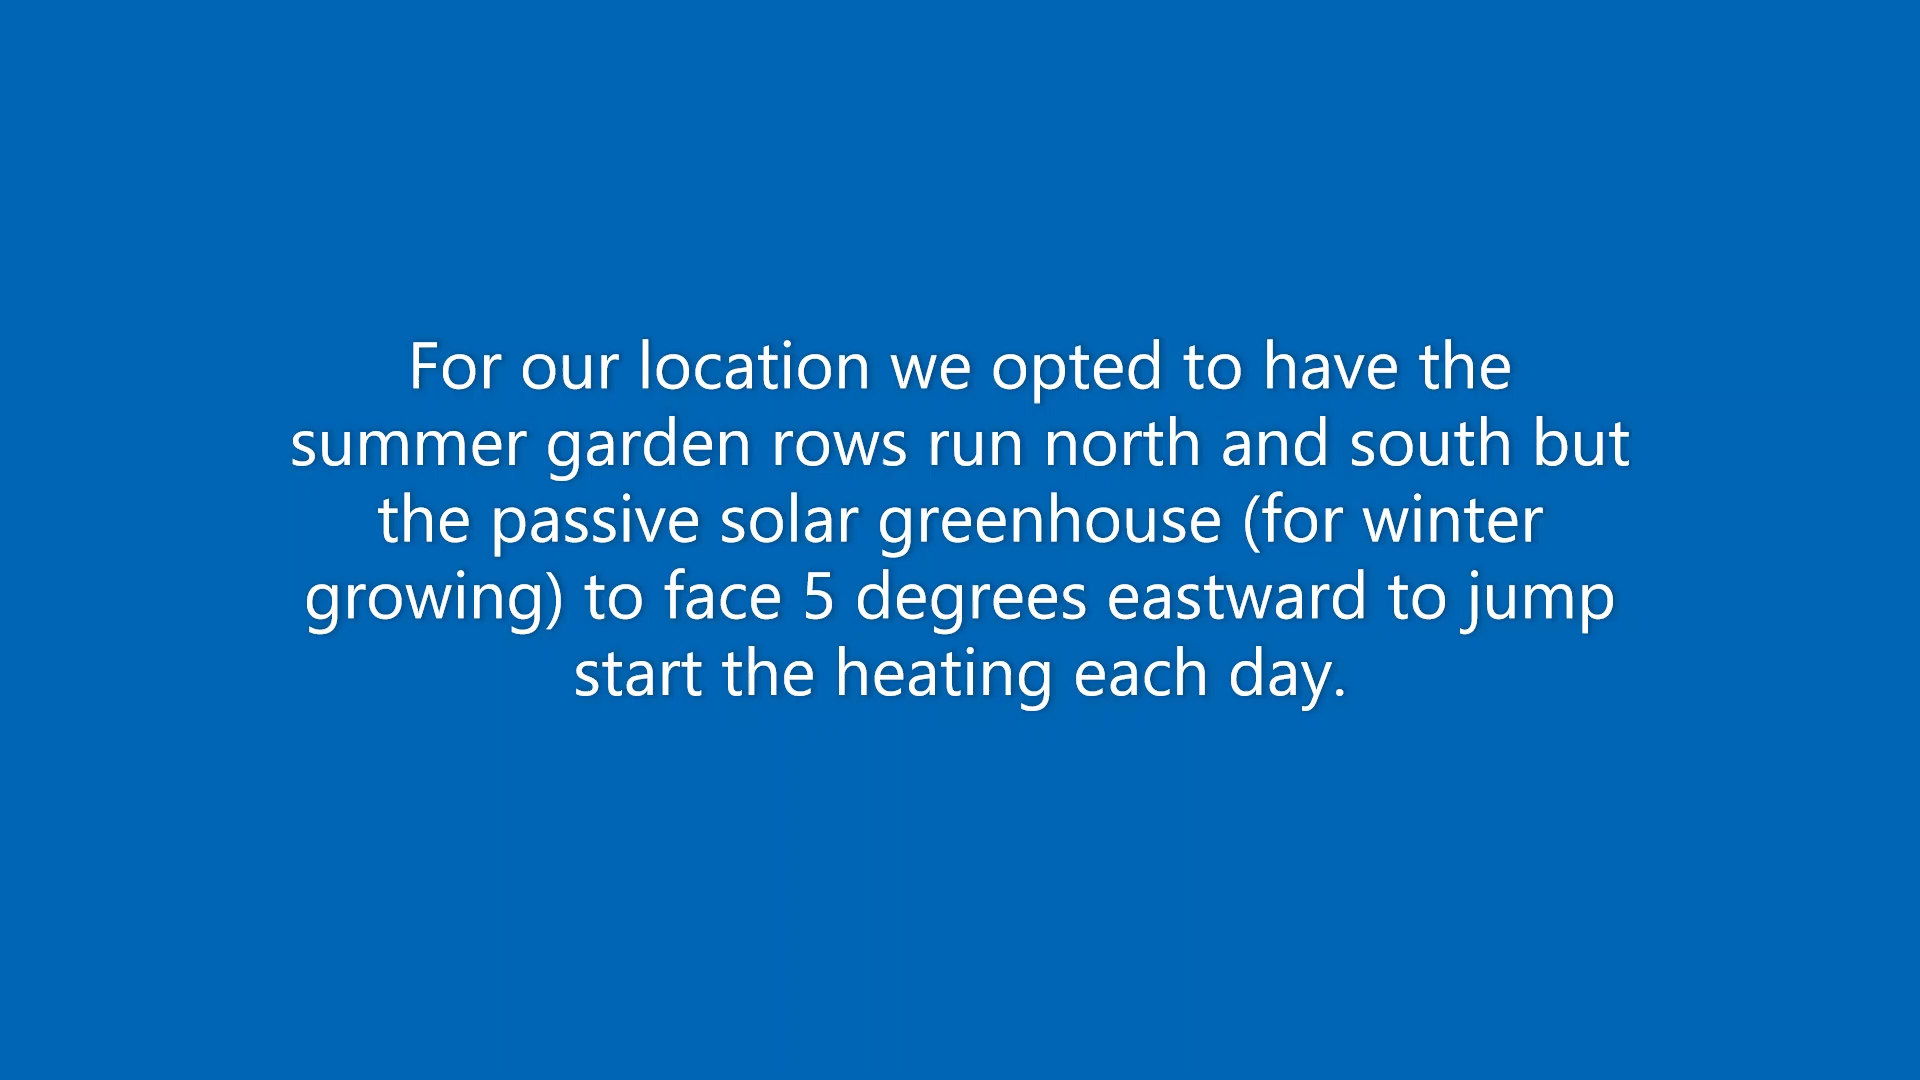 For our location we opted to have the
summer garden rows run north and south but
the passive solar greenhouse (for winter
growing) to face 5 degrees eastward to jump
start the heating each day.